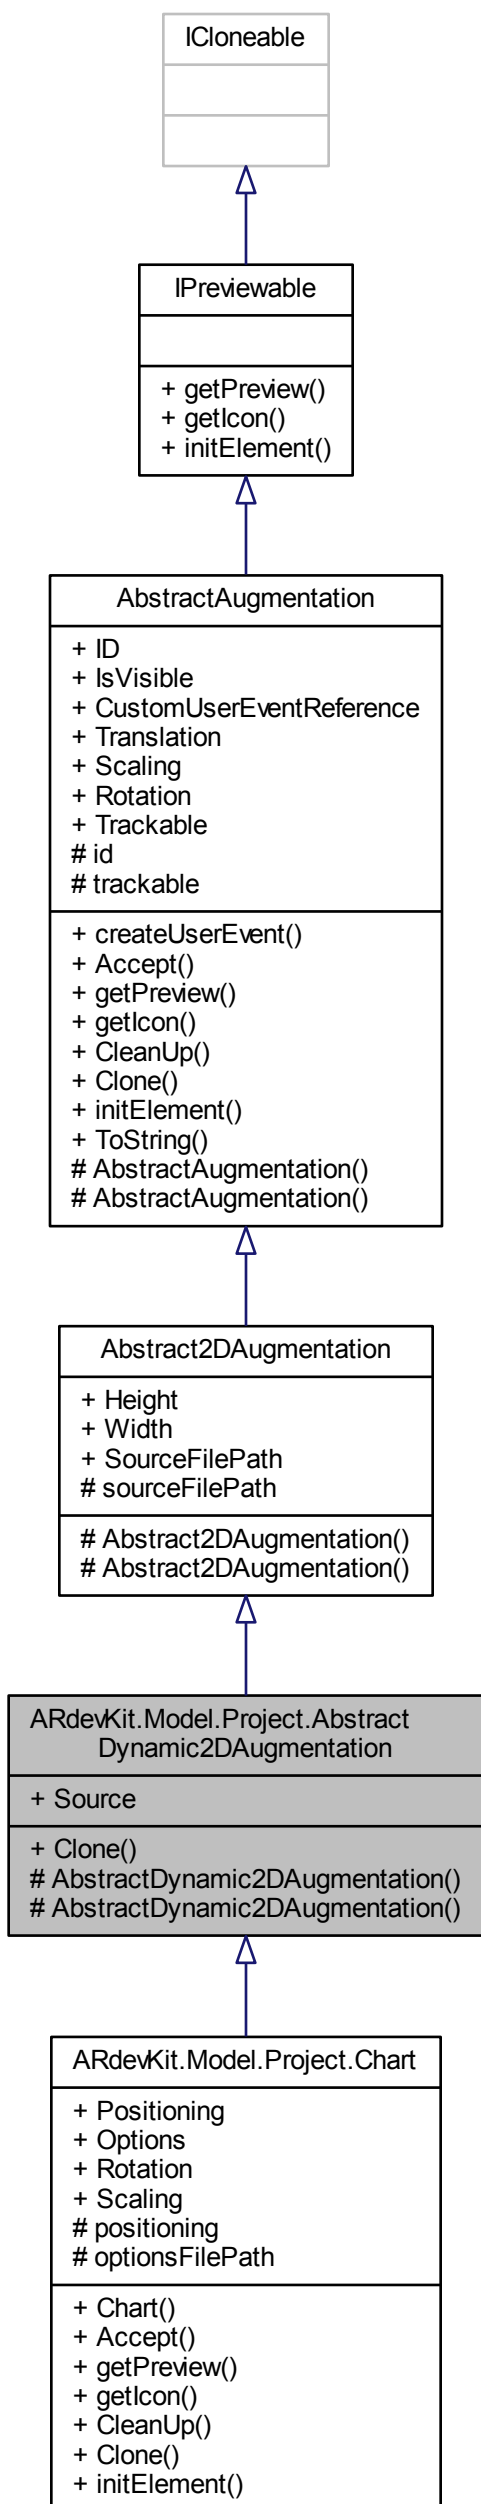 ICloneable
IPreviewable
+ getPreview()
+ getIcon()
+ initElement()
AbstractAugmentation
+ ID
+ IsVisible
+ CustomUserEventReference
+ Translation
+ Scaling
+ Rotation
+ Trackable
# id
# trackable
+ createUserEvent()
+ Accept()
+ getPreview()
+ getIcon()
+ CleanUp()
+ Clone()
+ initElement()
+ ToString()
# AbstractAugmentation()
# AbstractAugmentation()
Abstract2DAugmentation
+ Height
+ Width
+ SourceFilePath
# sourceFilePath
# Abstract2DAugmentation()
# Abstract2DAugmentation()
ARdevKit.Model.Project.Abstract
Dynamic2DAugmentation
+ Source
+ Clone()
# AbstractDynamic2DAugmentation()
# AbstractDynamic2DAugmentation()
ARdevKit.Model.Project.Chart
+ Positioning
+ Options
+ Rotation
+ Scaling
# positioning
# optionsFilePath
+ Chart()
+ Accept()
+ getPreview()
+ getIcon()
+ CleanUp()
+ Clone()
+ initElement()